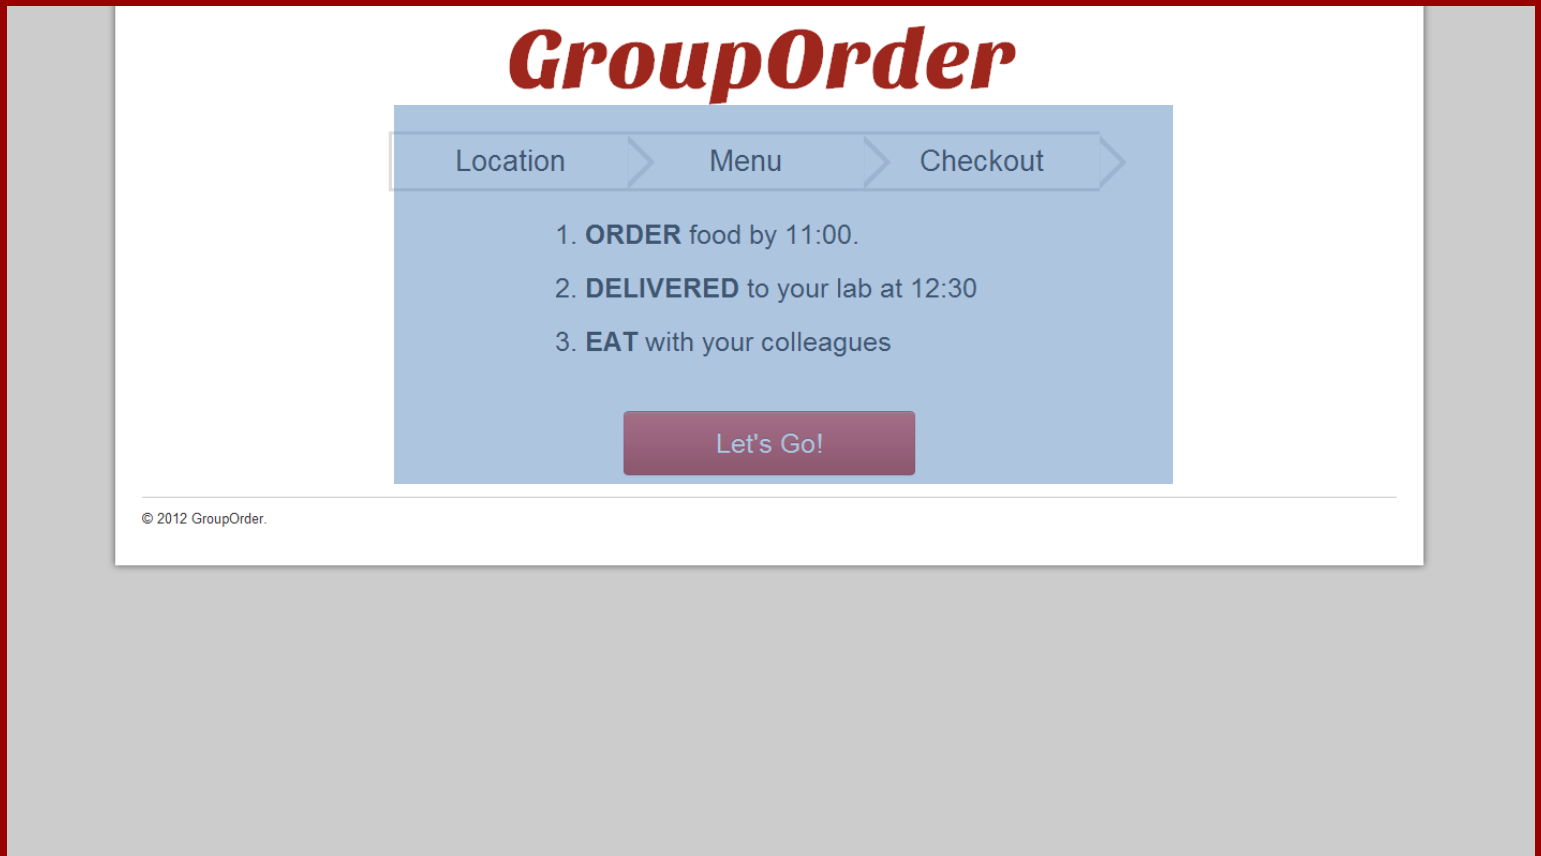 GroupOrder
Location Menu Checkout
1. ORDER food by 11:00.
2. DELIVERED to your lab at 12:30
3. EAT with your colleagues
Let's Go!
© 2012 GroupOrder.